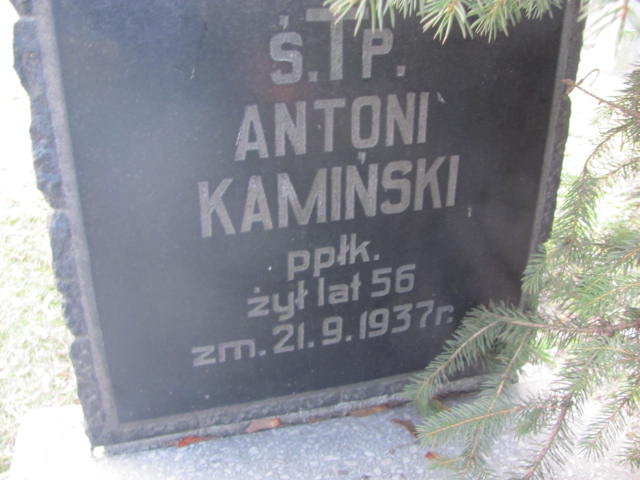 Ś.†P.
ANTONI
KAMIŃSKI
ppłk.
żył lat 56
zm. 21.9.1937r.